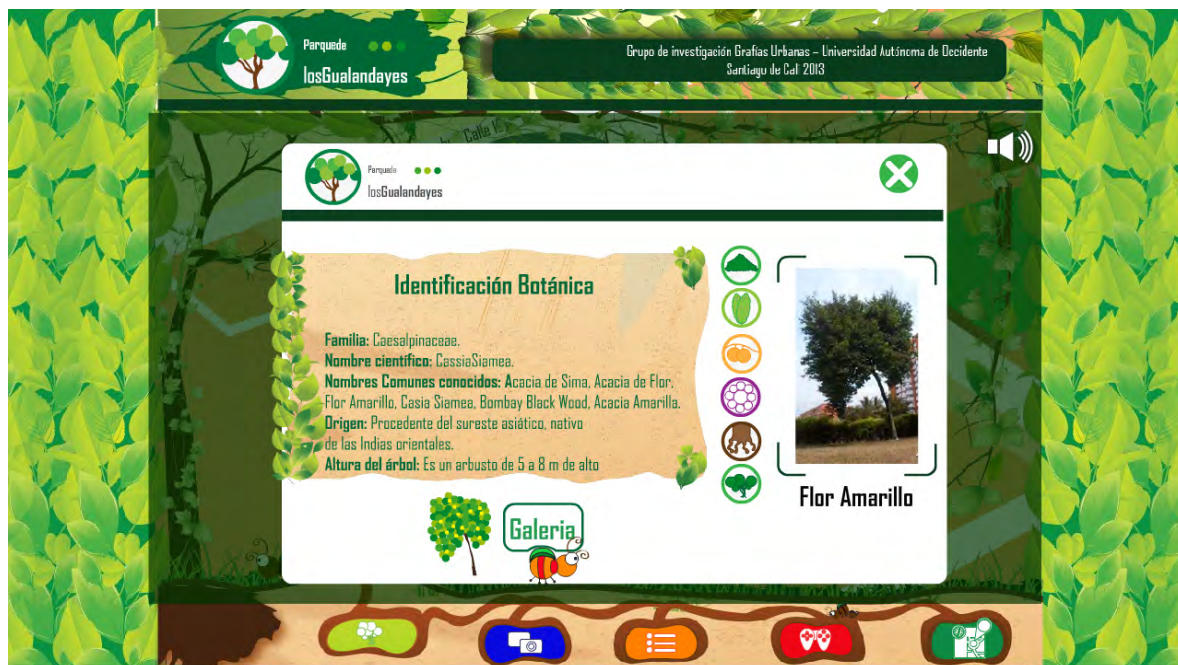 Parquede
losGualandayes
Grupo de investigación Grafías Urbanas – Universidad Autónoma de Occidente
Santiago de Cali 2013
Calle
Parquede
losGualandayes
Identificación Botánica
Familia: Caesalpinaceae.
Nombre científico: CassiaSiamea.
Nombres Comunes conocidos: Acacia de Sima, Acacia de Flor,
Flor Amarillo, Casia Siamea, Bombay Black Wood, Acacia Amarilla.
Origen: Procedente del sureste asiático, nativo
de las Indias orientales.
Altura del árbol: Es un arbusto de 5 a 8 m de alto
Flor Amarillo
Galeria